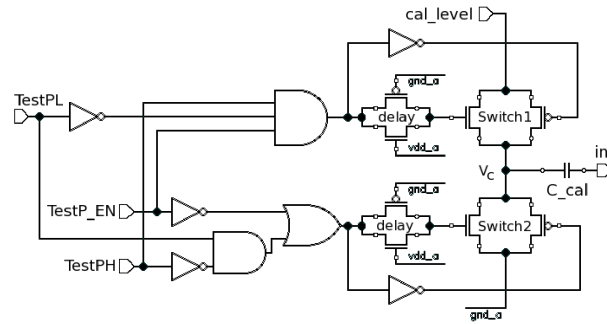 cal_level
TestPL
gnd_a
delay
Switch1
vdd_a
in
V_C
C_cal
gnd_a
TestP_EN
delay
Switch2
TestPH
vdd_a
gnd_a